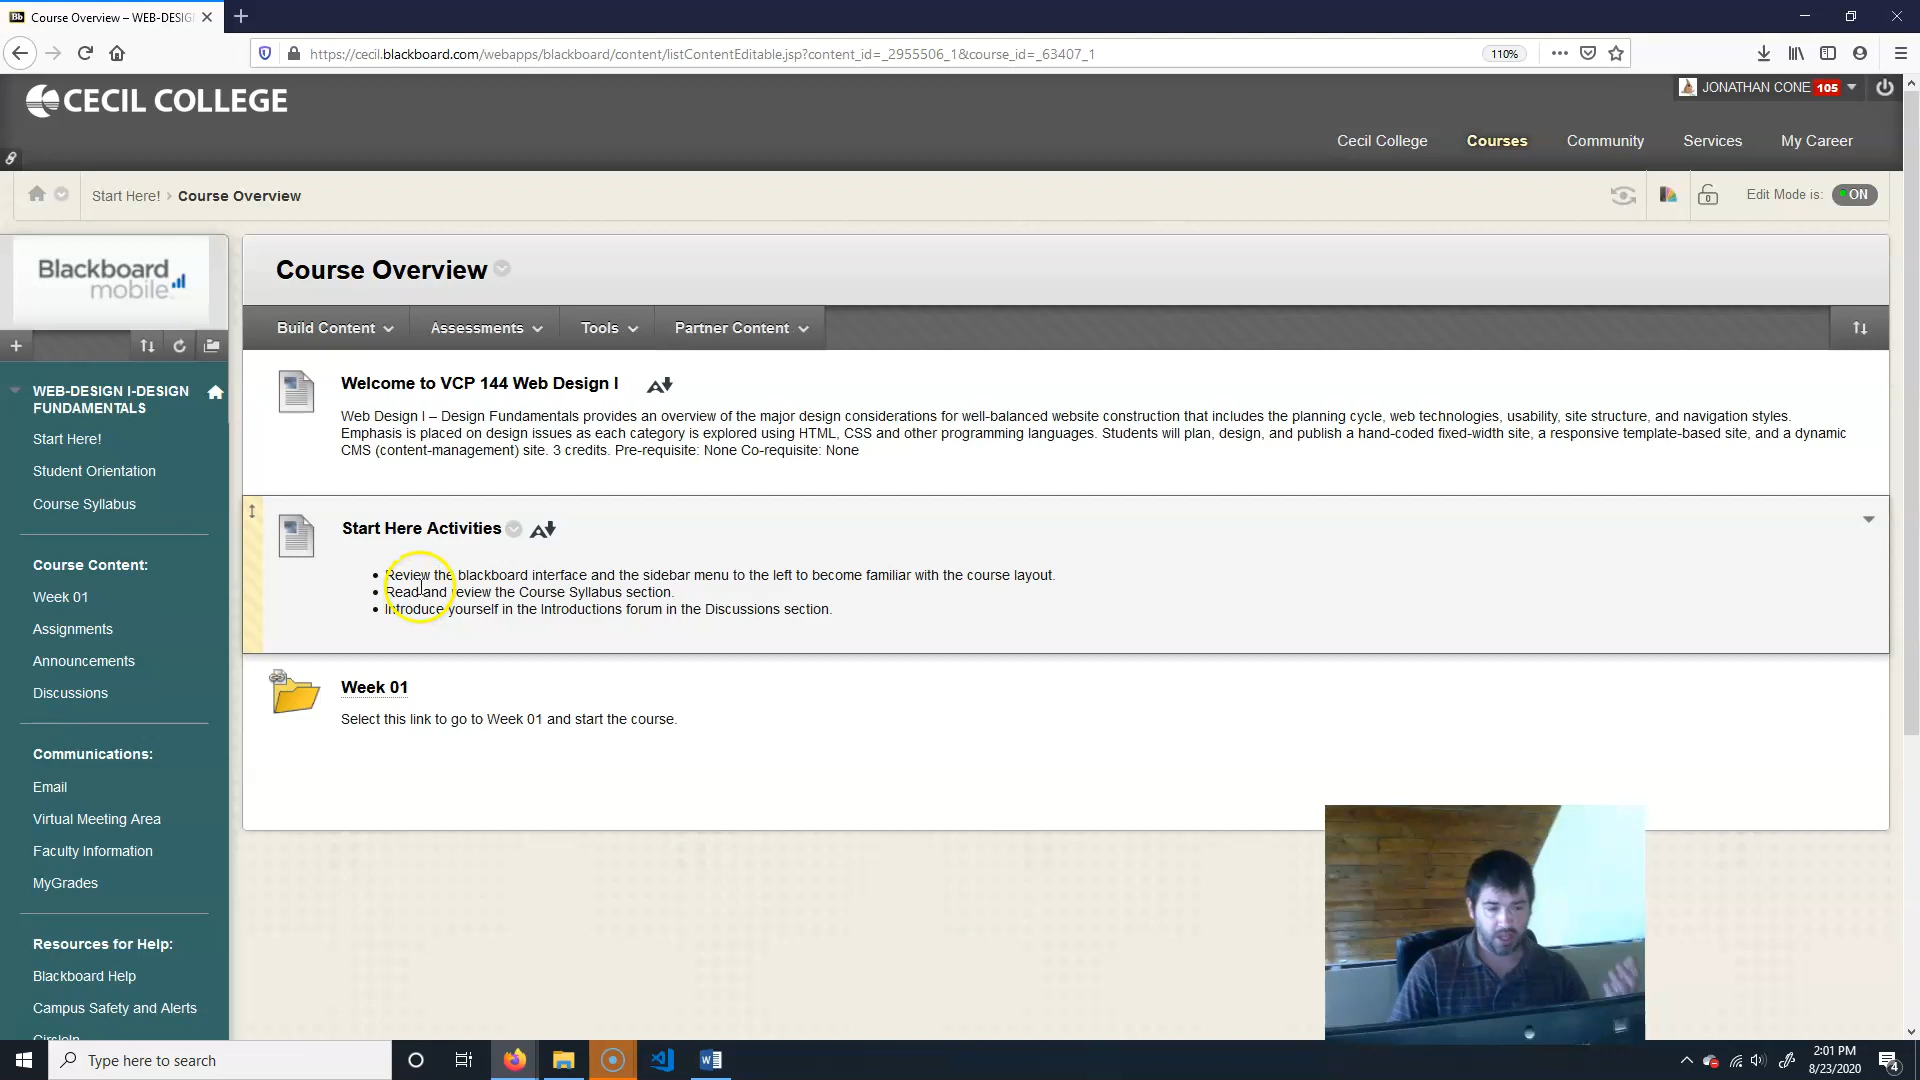 Course Overview – WEB-DESIG
https://cecil.blackboard.com/webapps/blackboard/content/listContentEditable.jsp?content_id=_2955506_1&course_id=_63407_1
110%
CECIL COLLEGE
JONATHAN CONE 105
Cecil College Courses Community Services My Career
Start Here! Course Overview
Edit Mode is: ON
Blackboard
mobile
Course Overview
Build Content Assessments Tools Partner Content
WEB-DESIGN I-DESIGN
FUNDAMENTALS
Start Here!
Student Orientation
Course Syllabus
Course Content:
Week 01
Assignments
Announcements
Discussions
Communications:
Email
Virtual Meeting Area
Faculty Information
MyGrades
Resources for Help:
Blackboard Help
Campus Safety and Alerts
Welcome to VCP 144 Web Design I
Web Design I – Design Fundamentals provides an overview of the major design considerations for well-balanced website construction that includes the planning cycle, web technologies, usability, site structure, and navigation styles.
Emphasis is placed on design issues as each category is explored using HTML, CSS and other programming languages. Students will plan, design, and publish a hand-coded fixed-width site, a responsive template-based site, and a dynamic
CMS (content-management) site. 3 credits. Pre-requisite: None Co-requisite: None
Start Here Activities
• Review the blackboard interface and the sidebar menu to the left to become familiar with the course layout.
• Read and review the Course Syllabus section.
• Introduce yourself in the Introductions forum in the Discussions section.
Week 01
Select this link to go to Week 01 and start the course.
Type here to search
2:01 PM
8/23/2020
4